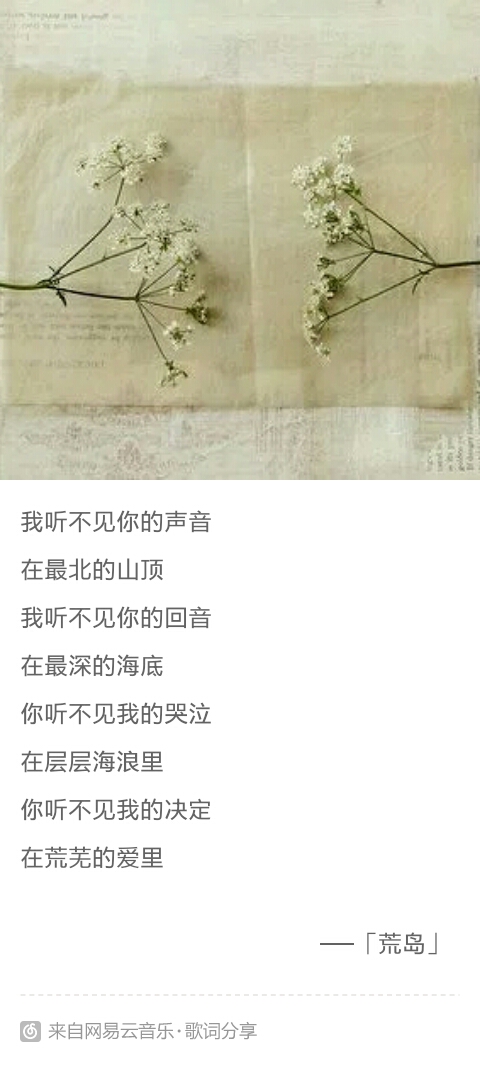 我听不见你的声音
在最北的山顶
我听不见你的回音
在最深的海底
你听不见我的哭泣
在层层海浪里
你听不见我的决定
在荒芜的爱里
——「荒岛」
来自网易云音乐·歌词分享